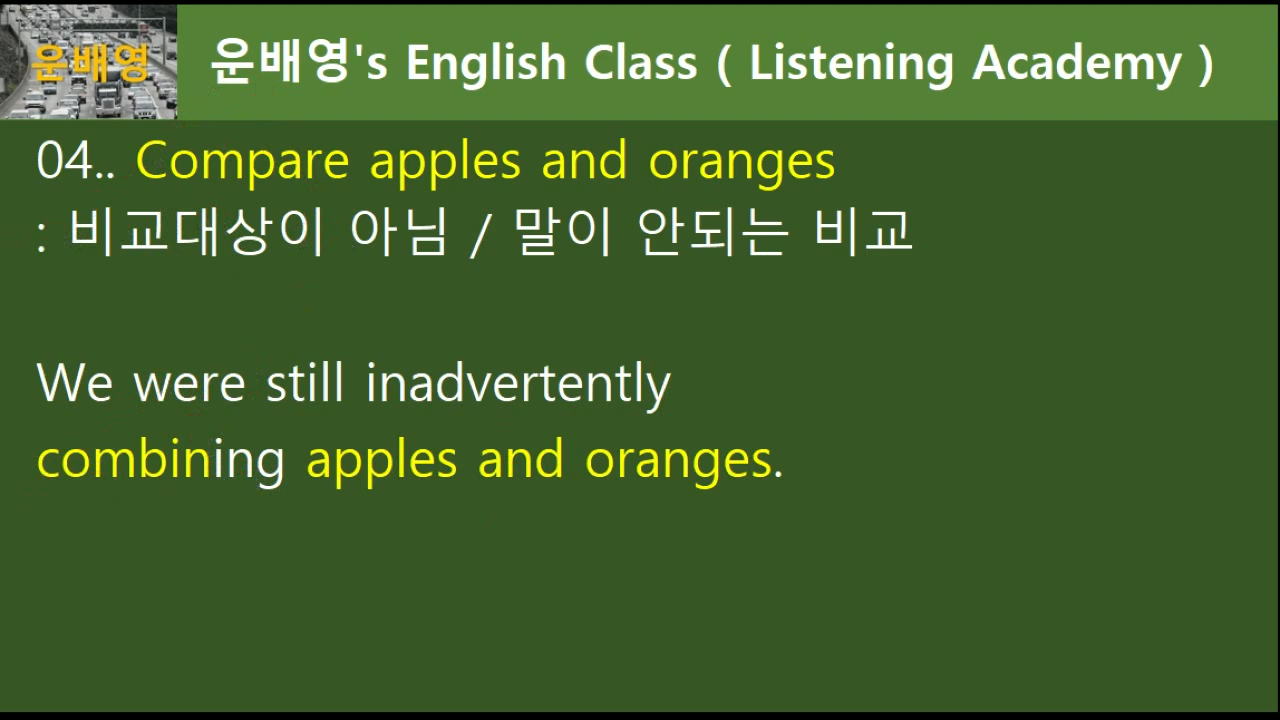 운배영
운배영's English Class ( Listening Academy )
04.. Compare apples and oranges
: 비교대상이 아님 / 말이 안되는 비교
We were still inadvertently
combining apples and oranges.